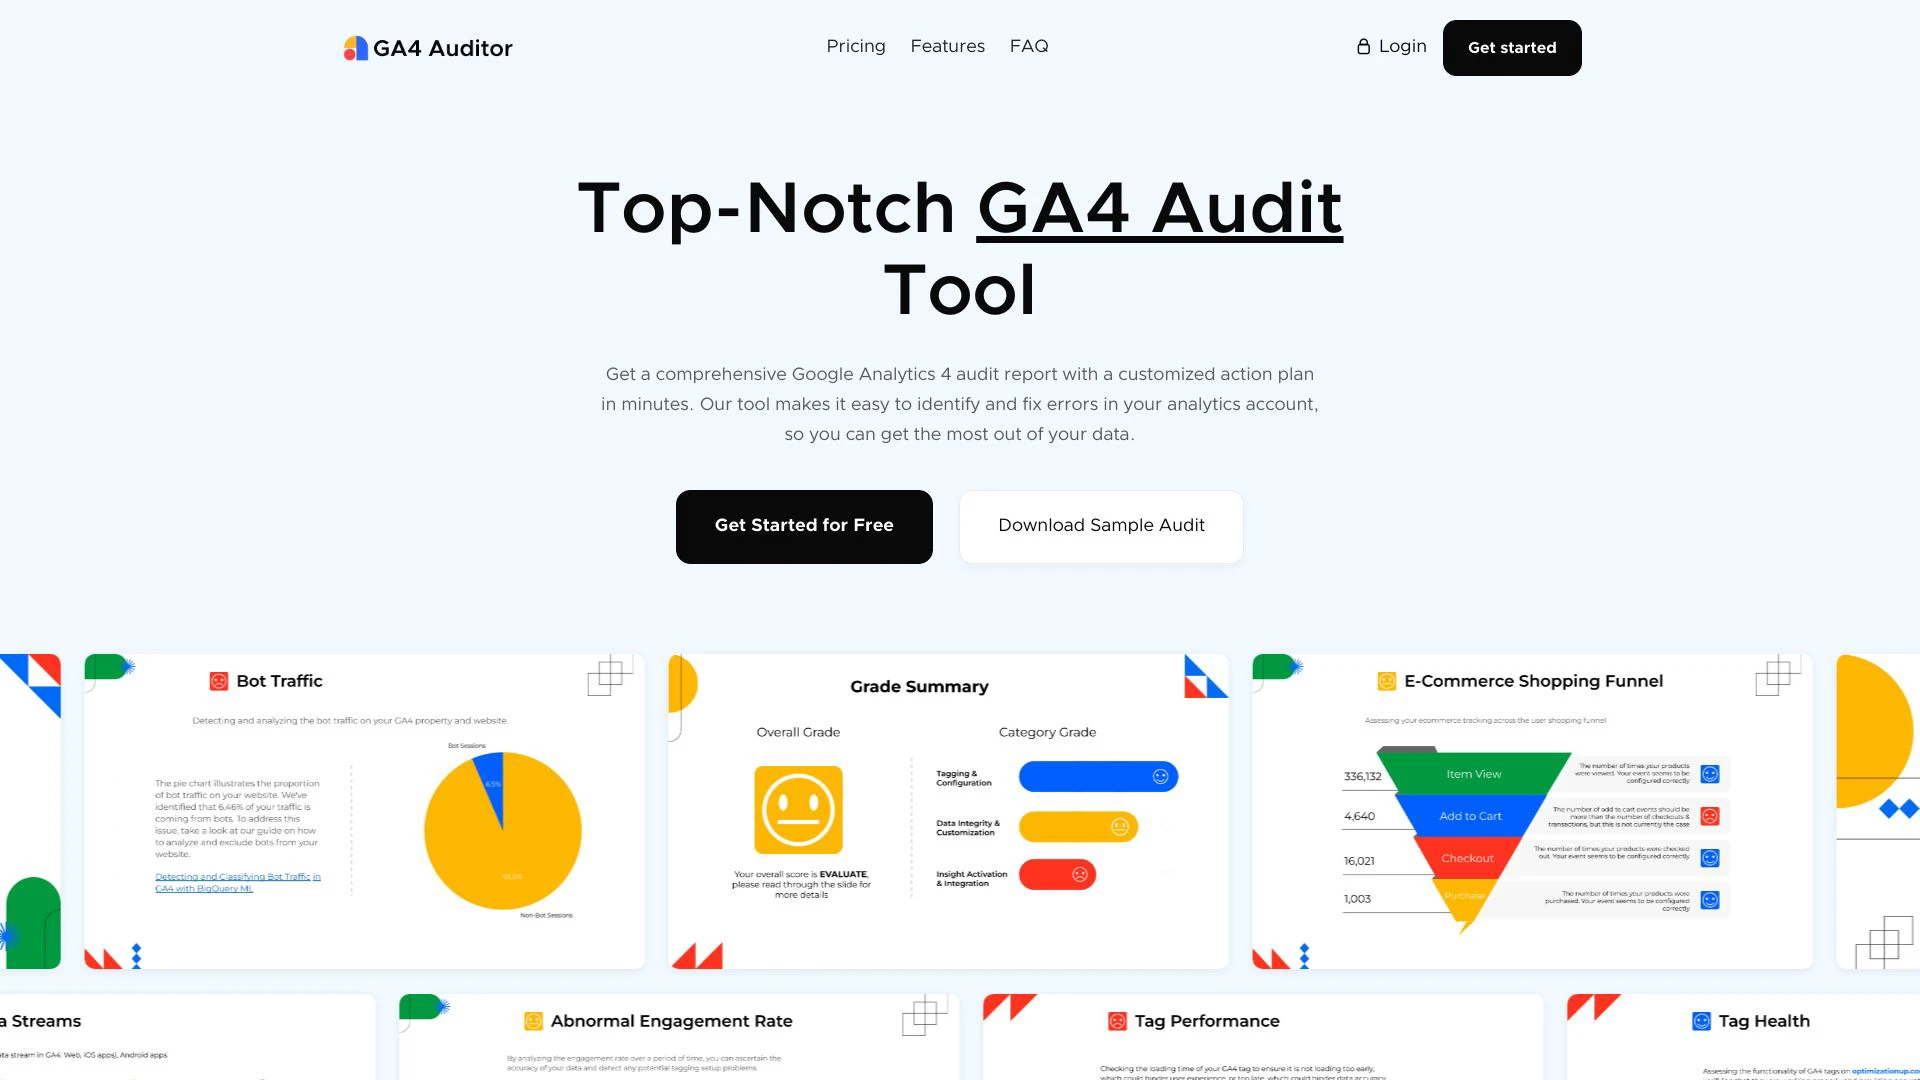 GA4 Auditor
Pricing
Features
FAQ
Login
Get started
Top-Notch GA4 Audit
Tool
Get a comprehensive Google Analytics 4 audit report with a customized action plan
in minutes. Our tool makes it easy to identify and fix errors in your analytics account,
so you can get the most out of your data.
Get Started for Free
Download Sample Audit
Bot Traffic
Detecting and analyzing the bot traffic on your GA4 property and website.
The pie chart illustrates the proportion
of bot traffic on your website. We've
identified that 6.46% of your traffic is
coming from bots. To address this
issue, take a look at our guide on how
to analyze and exclude bots from your
website.
Detecting and Classifying Bot Traffic in
GA4 with BigQuery ML
Bot Sessions
6.5%
93.5%
Non-Bot Sessions
Grade Summary
Overall Grade
Your overall score is EVALUATE,
please read through the slide for
more details
Category Grade
Tagging &
Configuration
Data Integrity &
Customization
Insight Activation
& Integration
E-Commerce Shopping Funnel
Assessing your ecommerce tracking across the user shopping funnel
336,132
Item View
The number of times your products
were viewed. Your event seems to be
configured correctly
4,640
Add to Cart
The number of add to cart events should be
more than the number of checkouts &
transactions, but this is not currently the case
16,021
Checkout
The number of times your products were checked
out. Your event seems to be configured correctly
1,003
Purchase
The number of times your products were
purchased. Your event seems to be configured
correctly
a Streams
ata stream in GA4: Web, iOS apps), Android apps
Abnormal Engagement Rate
By analyzing the engagement rate over a period of time, you can ascertain the
accuracy of your data and detect any potential tagging setup problems
Tag Performance
Checking the loading time of your GA4 tag to ensure it is not loading too early,
which could hinder user experience, or too late, which could hinder data accuracy
Tag Health
Assessing the functionality of GA4 tags on optimizationup.co